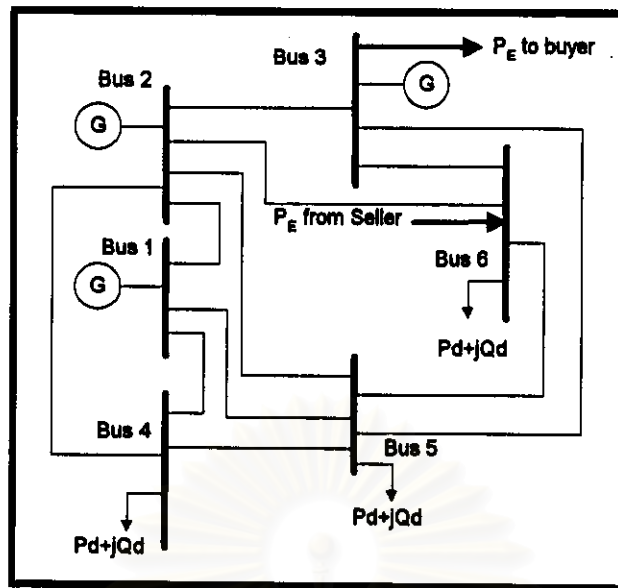 P_E to buyer
Bus 3
Bus 2
G
G
P_E from Seller
Bus 1
Bus 6
G
Pd+jQd
Bus 4
Bus 5
Pd+jQd
Pd+jQd